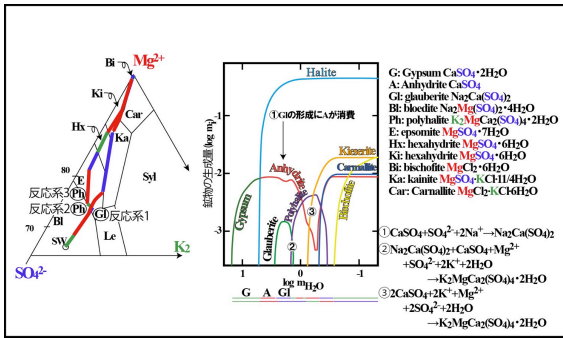 Mg²⁺
Bi
Ki
Car
Hx
Ka
80
E
Syl
反応系3
Ph
反応系2
Ph
Gl
反応系1
70
Bl
SW
Le
K2
SO₄²⁻
鉱物の生成量(kg m₃)
-1
-2
-3
Halite
①Glの形成にAが消費
Kieserite
Anhydrite
Carnallite
Gypsum
Glauberite
Polyhalite
Bischofite
②
③
1
0
-1
log mH₂O
G A Gl
G: Gypsum CaSO₄・2H₂O
A: Anhydrite CaSO₄
Gl: glauberite Na₂Ca(SO₄)₂
Bl: bloedite Na₂Mg(SO₄)₂・4H₂O
Ph: polyhalite K₂MgCa₂(SO₄)₄・2H₂O
E: epsomite MgSO₄・7H₂O
Hx: hexahydrite MgSO₄・6H₂O
Ki: hexahydrite MgSO₄・6H₂O
Bi: bischofite MgCl₂・6H₂O
Ka: kainite MgSO₄・KCl・11/4H₂O
Car: Carnallite MgCl₂・KCl・6H₂O
①CaSO₄+SO₄²⁻+2Na⁺→Na₂Ca(SO₄)₂
②Na₂Ca(SO₄)₂+CaSO₄+Mg²⁺
+SO₄²⁻+2K⁺+2H₂O
→K₂MgCa₂(SO₄)₄・2H₂O
③2CaSO₄+2K⁺+Mg²⁺
+2SO₄²⁻+2H₂O
→K₂MgCa₂(SO₄)₄・2H₂O